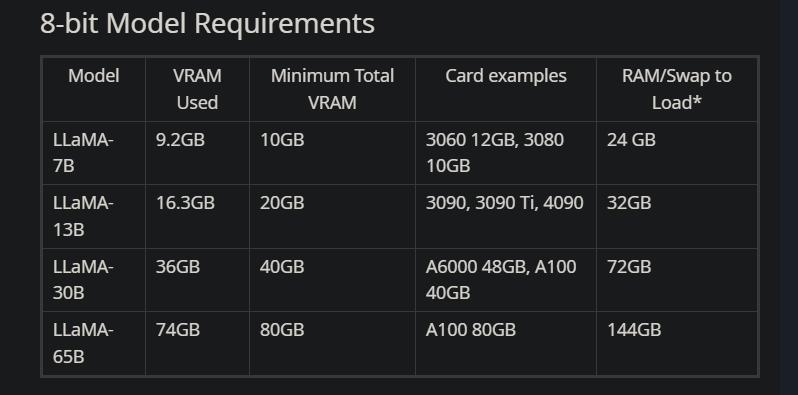 8-bit Model Requirements
Model VRAM Used Minimum Total VRAM Card examples RAM/Swap to Load*
LLaMA-7B 9.2GB 10GB 3060 12GB, 3080 10GB 24 GB
LLaMA-13B 16.3GB 20GB 3090, 3090 Ti, 4090 32GB
LLaMA-30B 36GB 40GB A6000 48GB, A100 40GB 72GB
LLaMA-65B 74GB 80GB A100 80GB 144GB